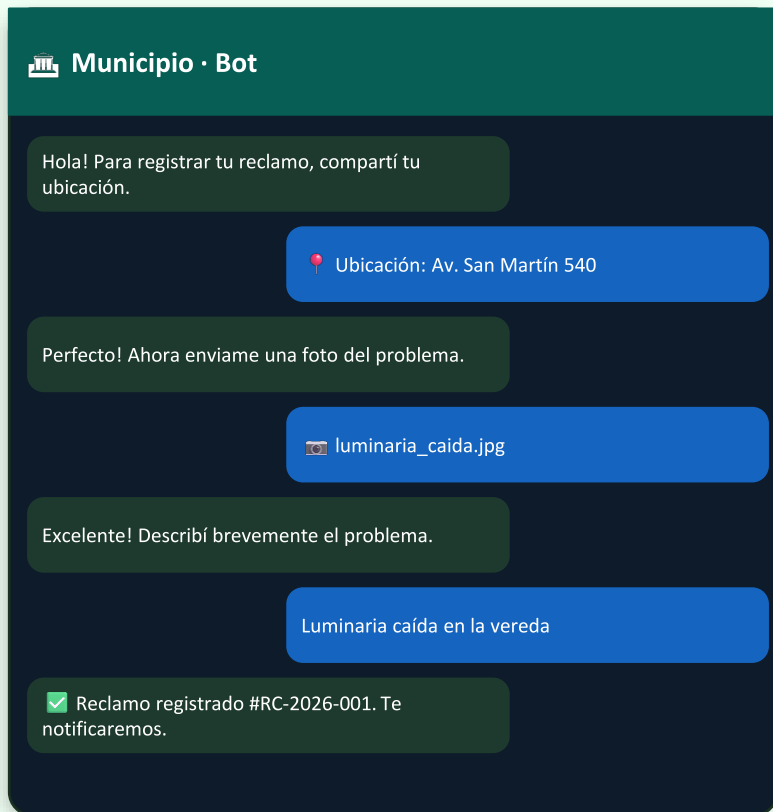 Municipio · Bot
Hola! Para registrar tu reclamo, compartí tu
ubicación.
Ubicación: Av. San Martín 540
Perfecto! Ahora enviame una foto del problema.
luminaria_caida.jpg
Excelente! Describí brevemente el problema.
Luminaria caída en la vereda
Reclamo registrado #RC-2026-001. Te
notificaremos.